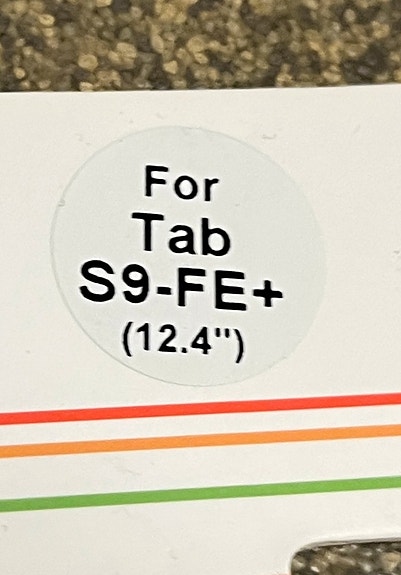 For
Tab
S9-FE+
(12.4")